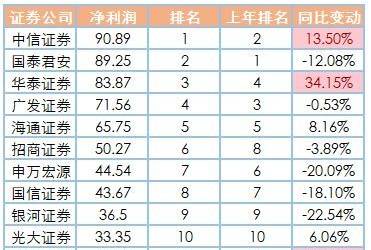 证券公司 净利润 排名 上年排名 同比变动
中信证券 90.89 1 2 13.50%
国泰君安 89.25 2 1 -12.08%
华泰证券 83.87 3 4 34.15%
广发证券 71.56 4 3 -0.53%
海通证券 65.75 5 5 8.16%
招商证券 50.27 6 8 -3.89%
申万宏源 44.54 7 6 -20.09%
国信证券 43.67 8 7 -18.10%
银河证券 36.5 9 9 -22.54%
光大证券 33.35 10 10 6.06%